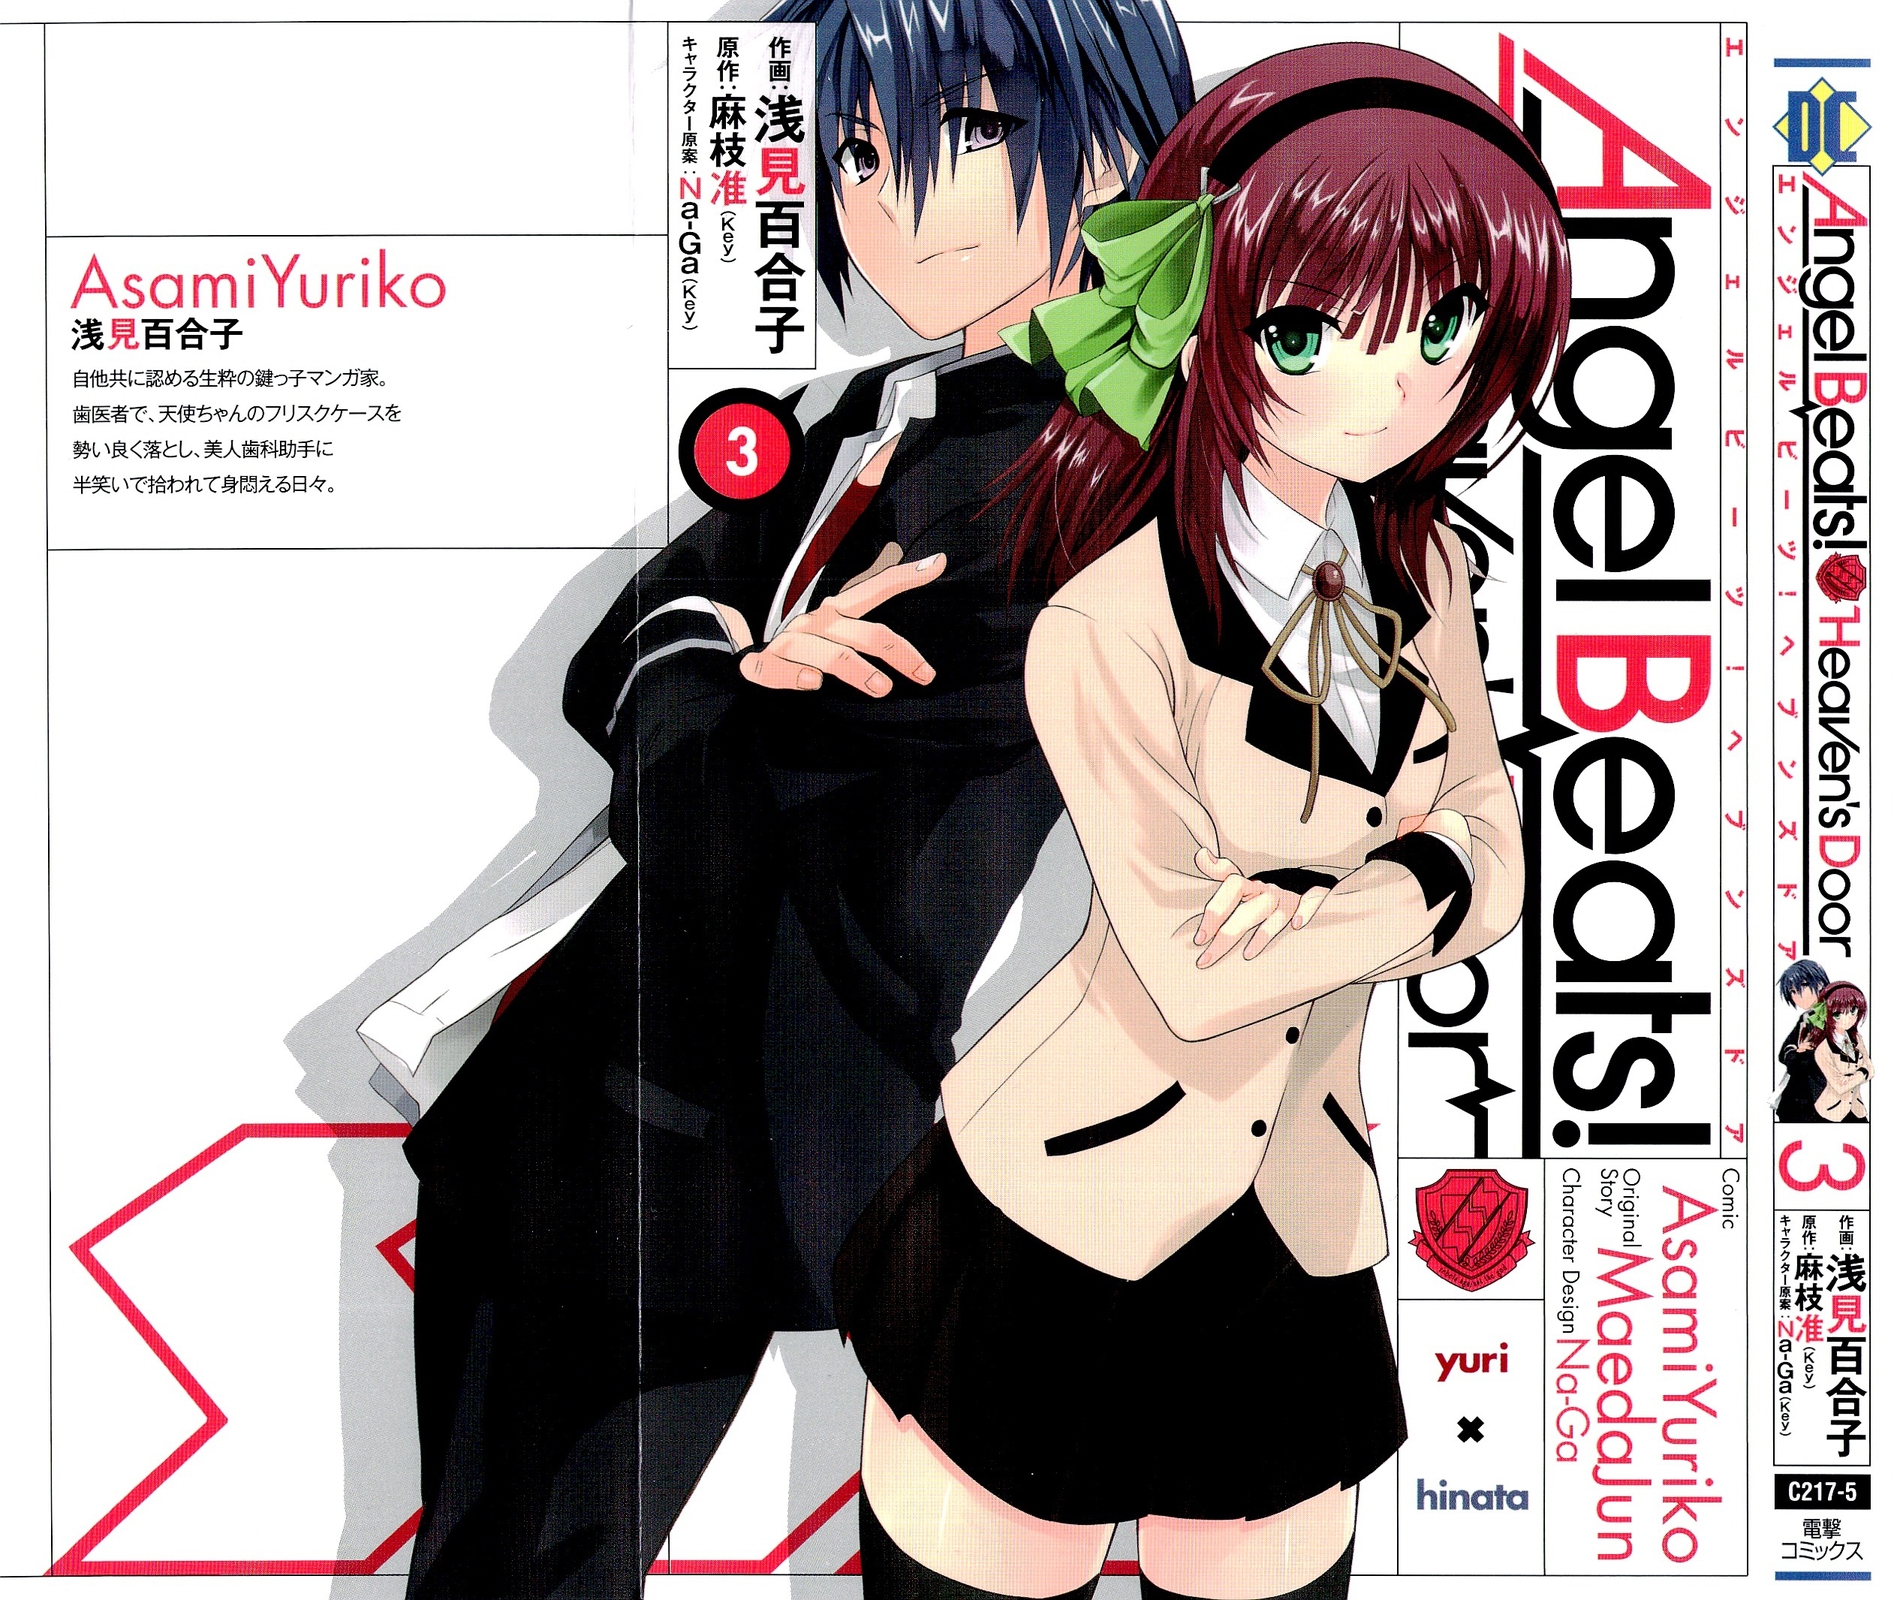 AsamiYuriko
浅見百合子
自他共に認める生粋の鍵っ子マンガ家。
歯医者で、天使ちゃんのフリスクケースを
勢い良く落とし、美人歯科助手に
半笑いで拾われて身悶える日々。
作画:浅見百合子
原作:麻枝准(Key)
キャラクター原案:Na-Ga(Key)
3
エンジェルビーツ!ヘブンズドア
Angel Beats!
Comic
AsamiYuriko
Original Story
MaedaJun
Character Design
Na-Ga
yuri
×
hinata
DC
エンジェルビーツ!ヘブンズドア
Angel Beats!
Heaven's Door
3
作画:浅見百合子
原作:麻枝准(Key)
キャラクター原案:Na-Ga(Key)
C217-5
電撃
コミックス